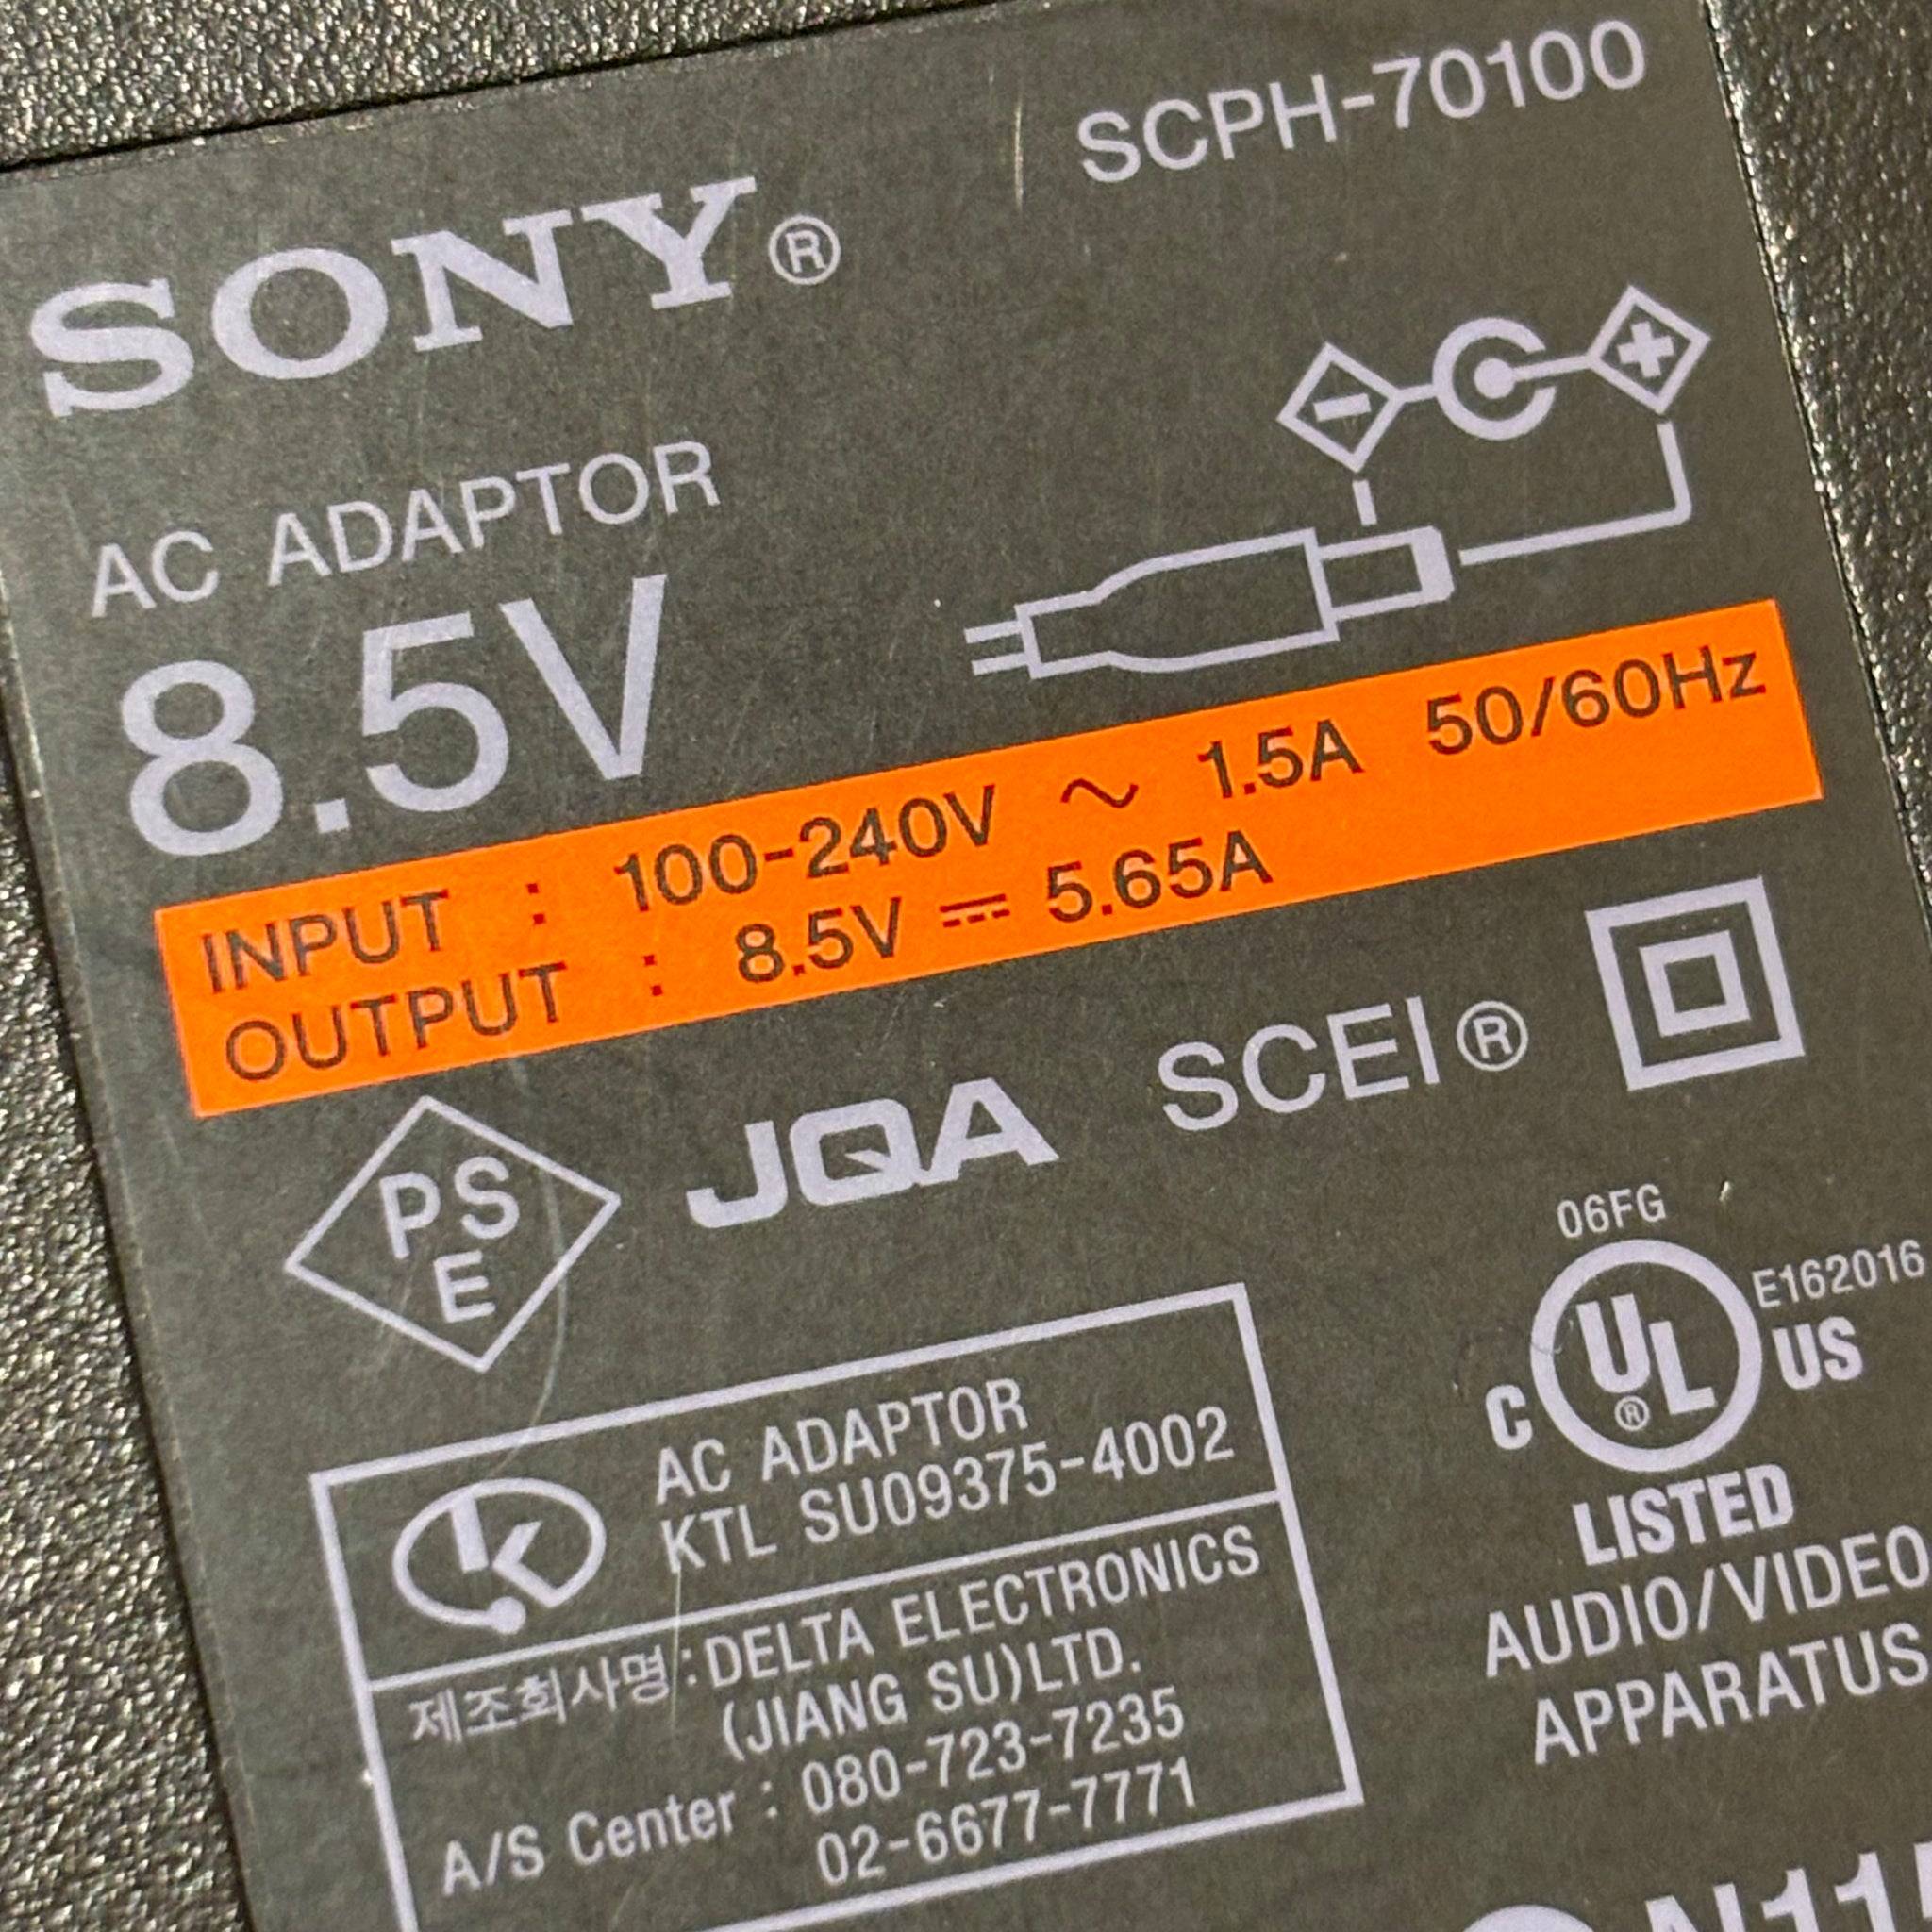 SCPH-70100
SONY®
AC ADAPTOR
8.5V
INPUT : 100-240V ~ 1.5A 50/60Hz
OUTPUT : 8.5V ⎓ 5.65A
PS
E
JQA
SCEI®
06FG
E162016
C UL® US
LISTED
AUDIO/VIDEO
APPARATUS
AC ADAPTOR
KTL SU09375-4002
제조회사명 : DELTA ELECTRONICS
(JIANG SU)LTD.
A/S Center : 080-723-7235
02-6677-7771